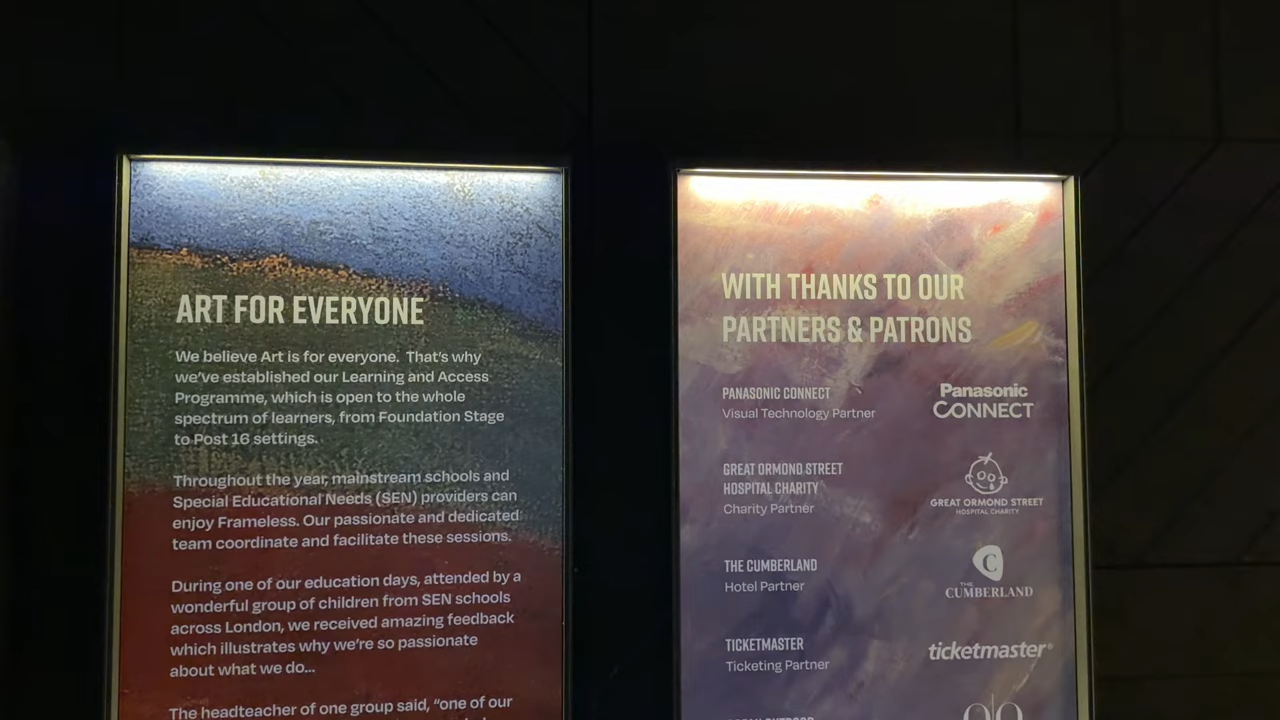 ART FOR EVERYONE
We believe Art is for everyone. That's why
we've established our Learning and Access
Programme, which is open to the whole
spectrum of learners, from Foundation Stage
to Post 16 settings.
Throughout the year, mainstream schools and
Special Educational Needs (SEN) providers can
enjoy Frameless. Our passionate and dedicated
team coordinate and facilitate these sessions.
During one of our education days, attended by a
wonderful group of children from SEN schools
across London, we received amazing feedback
which illustrates why we're so passionate
about what we do...
The headteacher of one group said, "one of our
WITH THANKS TO OUR
PARTNERS & PATRONS
PANASONIC CONNECT
Visual Technology Partner
Panasonic
CONNECT
GREAT ORMOND STREET
HOSPITAL CHARITY
Charity Partner
GREAT ORMOND STREET
HOSPITAL CHARITY
THE CUMBERLAND
Hotel Partner
C
THE
CUMBERLAND
TICKETMASTER
Ticketing Partner
ticketmaster®